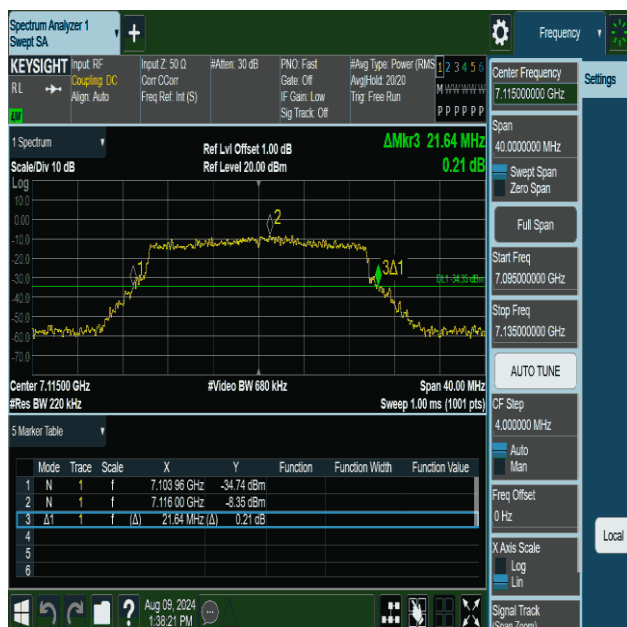 Spectrum Analyzer 1
Swept SA
+
Frequency
KEYSIGHT
RL
Input: RF
Coupling: DC
Align: Auto
Input Z: 50 Ω
Corr CCorr
Freq Ref: Int (S)
#Atten: 30 dB
PNO: Fast
Gate: Off
IF Gain: Low
Sig Track: Off
#Avg Type: Power (RMS
Avg|Hold: 20/20
Trig: Free Run
1 2 3 4 5 6
M W W W W W
P P P P P P
1 Spectrum
Scale/Div 10 dB
Log
Ref Lvl Offset 1.00 dB
Ref Level 20.00 dBm
ΔMkr3 21.64 MHz
0.21 dB
10.0
0.00
-10.0
-20.0
-30.0
-40.0
-50.0
-60.0
-70.0
1
2
3Δ1
DL1 -34.35 dBm
Center 7.11500 GHz
#Res BW 220 kHz
#Video BW 680 kHz
Span 40.00 MHz
Sweep 1.00 ms (1001 pts)
5 Marker Table
Mode Trace Scale X Y Function Function Width Function Value
1 N 1 f 7.103 96 GHz -34.74 dBm
2 N 1 f 7.116 00 GHz -8.35 dBm
3 Δ1 1 f (Δ) 21.64 MHz (Δ) 0.21 dB
4
5
6
Aug 09, 2024
1:38:21 PM
?
Center Frequency
7.115000000 GHz
Settings
Span
40.0000000 MHz
Swept Span
Zero Span
Full Span
Start Freq
7.095000000 GHz
Stop Freq
7.135000000 GHz
AUTO TUNE
CF Step
4.000000 MHz
Auto
Man
Freq Offset
0 Hz
X Axis Scale
Log
Lin
Signal Track
(Span Zoom)
Local